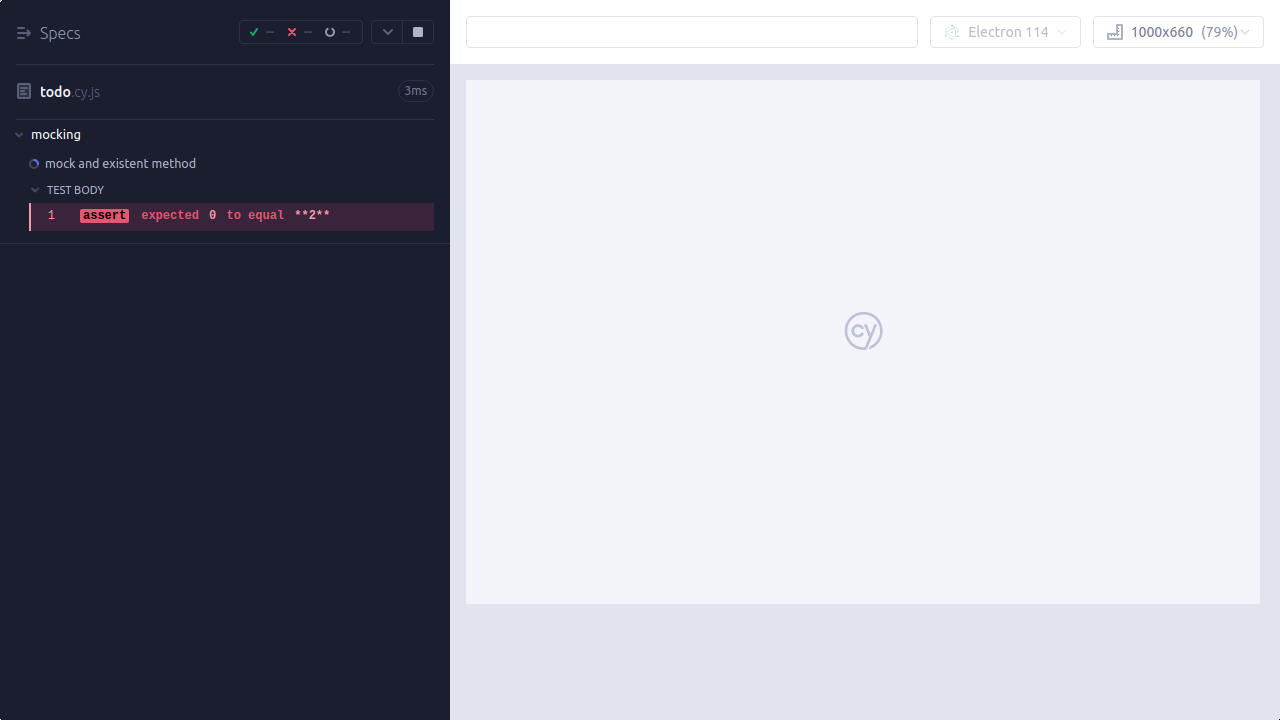 Specs -- -- --
todo.cy.js 3ms
mocking
mock and existent method
TEST BODY
1 assert expected 0 to equal **2**
Electron 114 1000x660 (79%)
cy